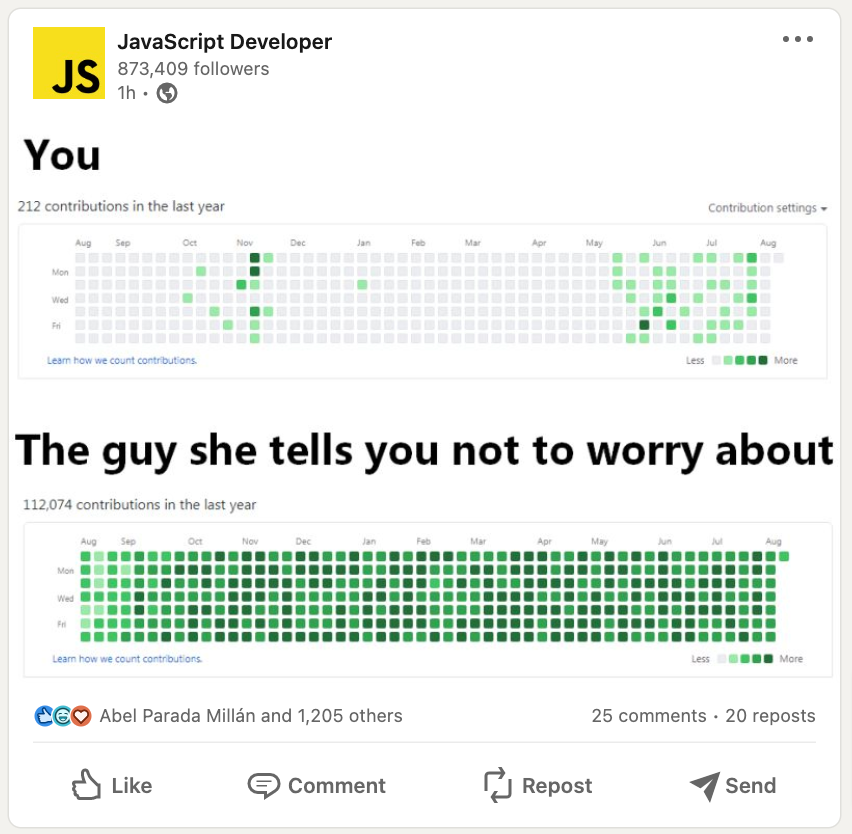 JS
JavaScript Developer
873,409 followers
1h •
You
212 contributions in the last year
Contribution settings
Aug Sep Oct Nov Dec Jan Feb Mar Apr May Jun Jul Aug
Mon
Wed
Fri
Learn how we count contributions.
Less More
The guy she tells you not to worry about
112,074 contributions in the last year
Aug Sep Oct Nov Dec Jan Feb Mar Apr May Jun Jul Aug
Mon
Wed
Fri
Learn how we count contributions.
Less More
Abel Parada Millán and 1,205 others
25 comments • 20 reposts
Like Comment Repost Send